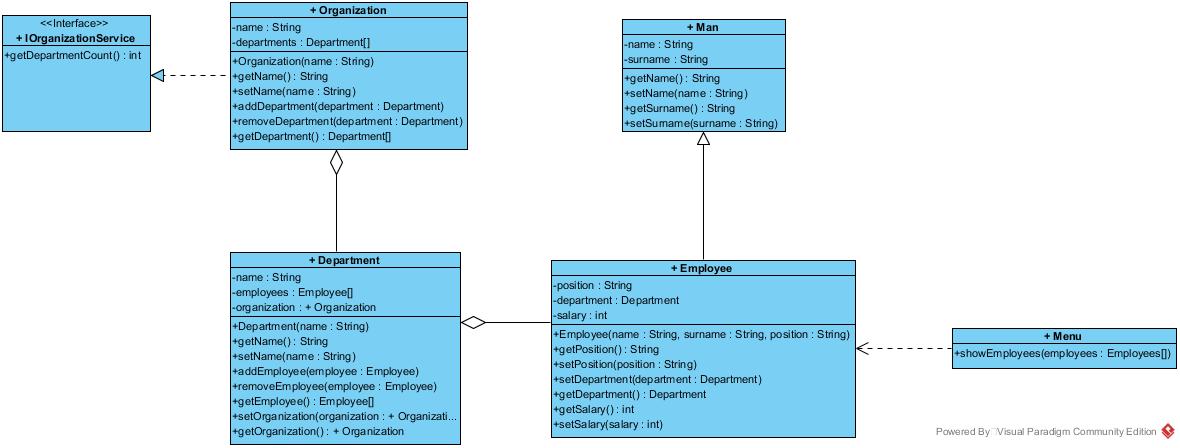 <<Interface>>
+ IOrganizationService
+getDepartmentCount() : int
+ Organization
-name : String
-departments : Department[]
+Organization(name : String)
+getName() : String
+setName(name : String)
+addDepartment(department : Department)
+removeDepartment(department : Department)
+getDepartment() : Department[]
+ Man
-name : String
-surname : String
+getName() : String
+setName(name : String)
+getSurname() : String
+setSurname(surname : String)
+ Department
-name : String
-employees : Employee[]
-organization : + Organization
+Department(name : String)
+getName() : String
+setName(name : String)
+addEmployee(employee : Employee)
+removeEmployee(employee : Employee)
+getEmployee() : Employee[]
+setOrganization(organization : + Organizati...
+getOrganization() : + Organization
+ Employee
-position : String
-department : Department
-salary : int
+Employee(name : String, surname : String, position : String)
+getPosition() : String
+setPosition(position : String)
+setDepartment(department : Department)
+getDepartment() : Department
+getSalary() : int
+setSalary(salary : int)
+ Menu
+showEmployees(employees : Employees[])
Powered By Visual Paradigm Community Edition